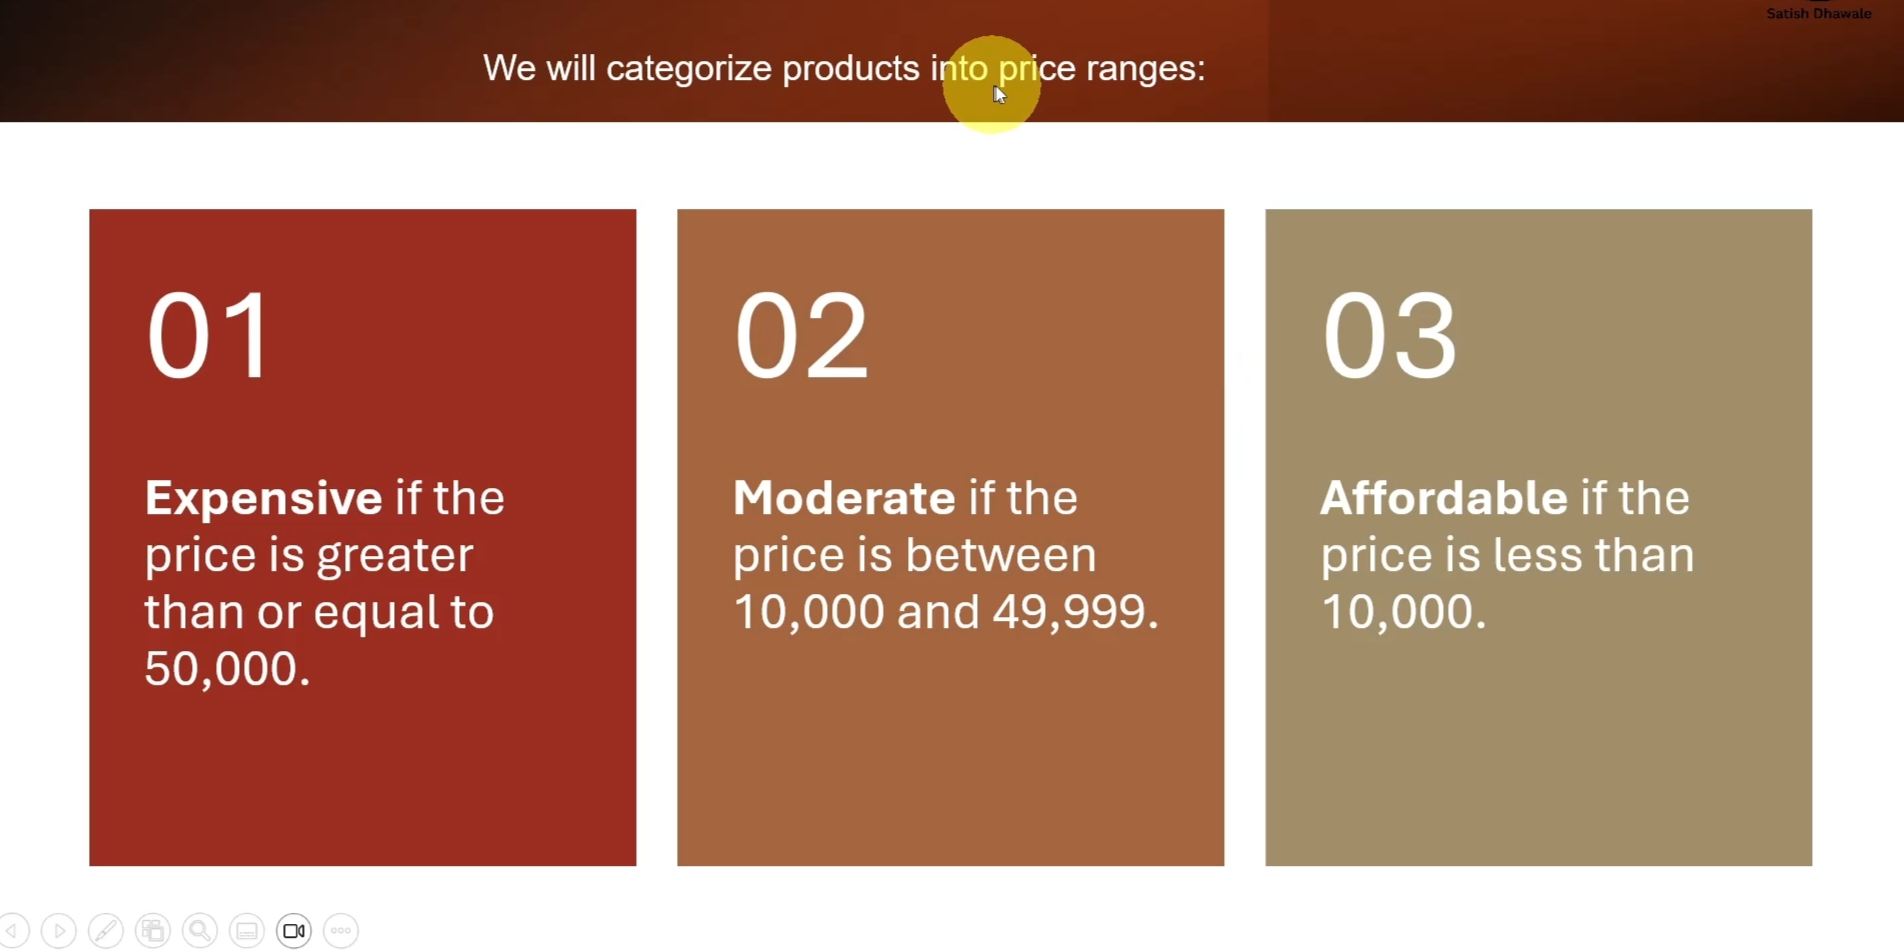 Satish Dhawale
We will categorize products into price ranges:
01
Expensive if the
price is greater
than or equal to
50,000.
02
Moderate if the
price is between
10,000 and 49,999.
03
Affordable if the
price is less than
10,000.